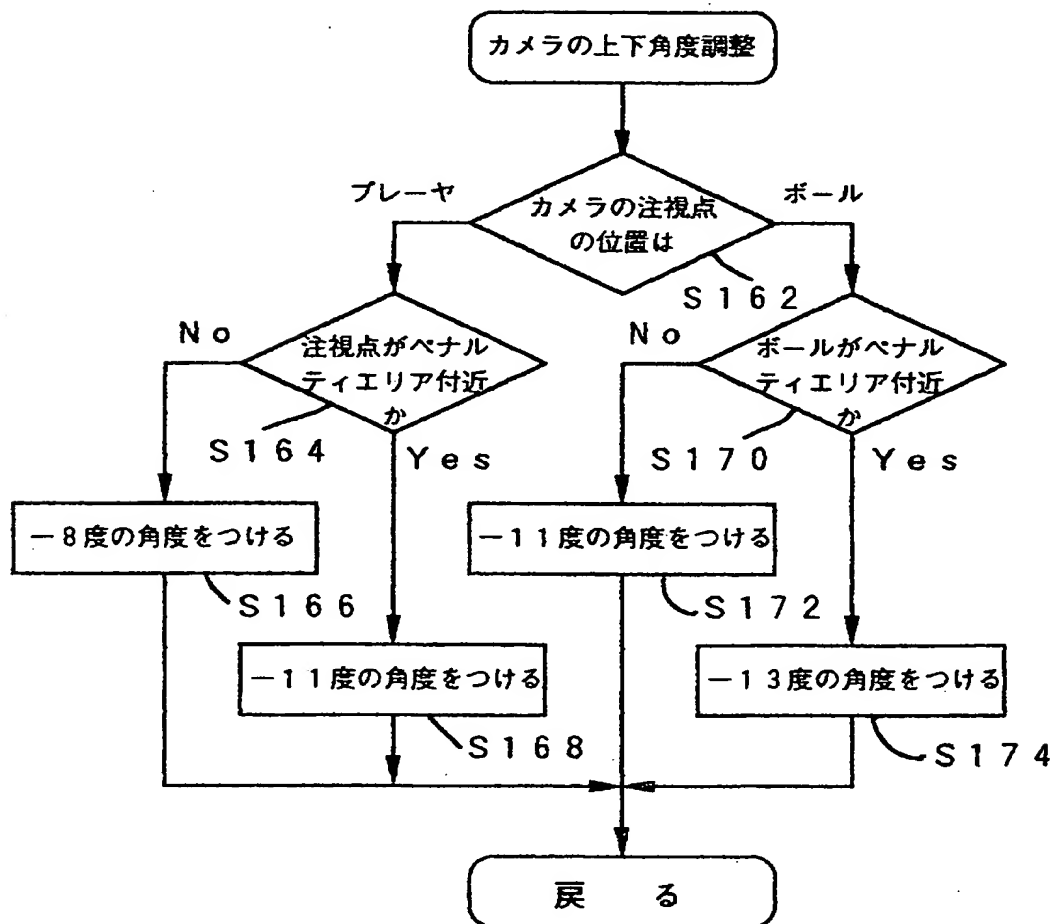 カメラの上下角度調整
プレーヤ
ボール
カメラの注視点
の位置は
S162
No
注視点がペナル
ティエリア付近
か
S164
Yes
No
ボールがペナル
ティエリア付近
か
S170
Yes
−8度の角度をつける
S166
−11度の角度をつける
S172
−11度の角度をつける
S168
−13度の角度をつける
S174
戻る